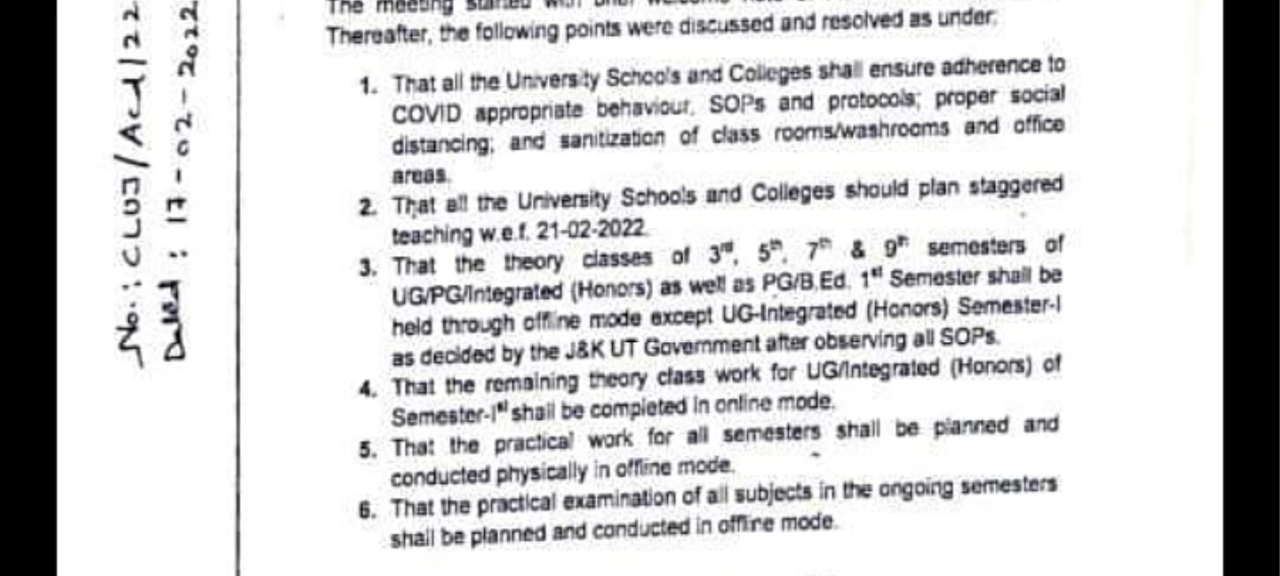 No.: CLUJ/Acd/22
Dated : 17-02-2022
The meeting started with brief welcome note
Thereafter, the following points were discussed and resolved as under:
1. That all the University Schools and Colleges shall ensure adherence to
COVID appropriate behaviour, SOPs and protocols; proper social
distancing; and sanitization of class rooms/washrooms and office
areas.
2. That all the University Schools and Colleges should plan staggered
teaching w.e.f. 21-02-2022.
3. That the theory classes of 3rd, 5th, 7th & 9th semesters of
UG/PG/Integrated (Honors) as well as PG/B.Ed. 1st Semester shall be
held through offline mode except UG-Integrated (Honors) Semester-I
as decided by the J&K UT Government after observing all SOPs.
4. That the remaining theory class work for UG/Integrated (Honors) of
Semester-Ist shall be completed in online mode.
5. That the practical work for all semesters shall be planned and
conducted physically in offline mode.
6. That the practical examination of all subjects in the ongoing semesters
shall be planned and conducted in offline mode.